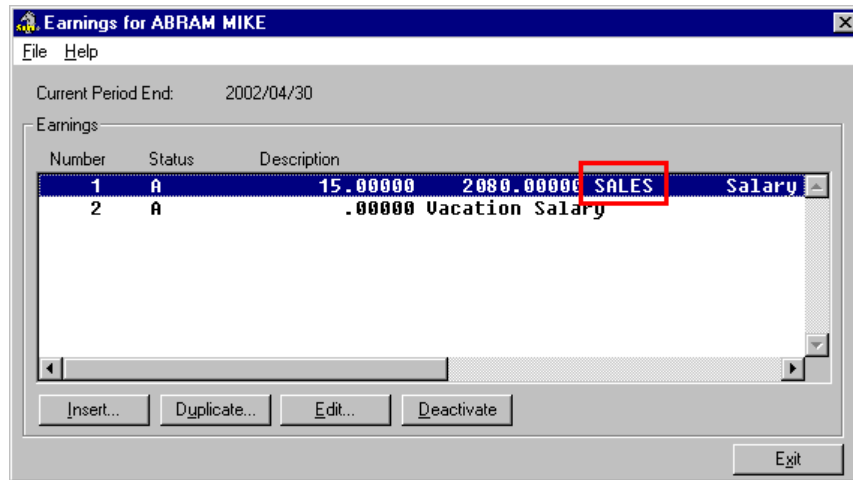 Earnings for ABRAM MIKE
File Help
Current Period End: 2002/04/30
Earnings
Number Status Description
1 A 15.00000 2080.00000 SALES Salary
2 A .00000 Vacation Salary
Insert... Duplicate... Edit... Deactivate
Exit